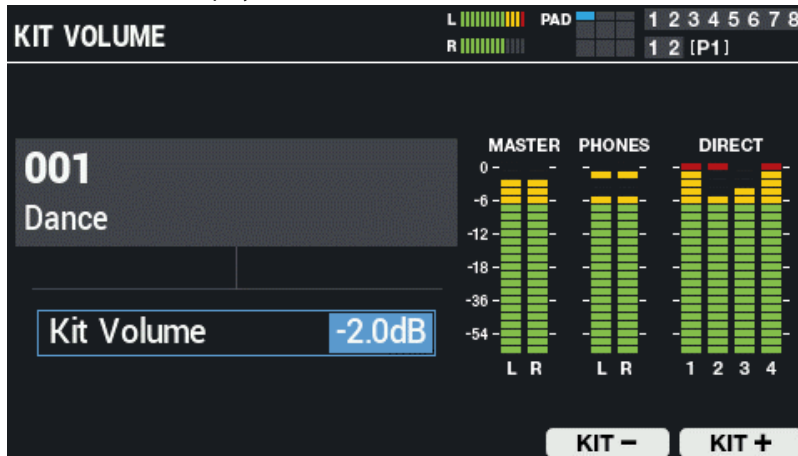 KIT VOLUME
L PAD 1 2 3 4 5 6 7 8
R 1 2 [P1]
MASTER PHONES DIRECT
001
Dance
0
-6
-12
-18
-36
-54
Kit Volume -2.0dB
L R L R 1 2 3 4
KIT − KIT +